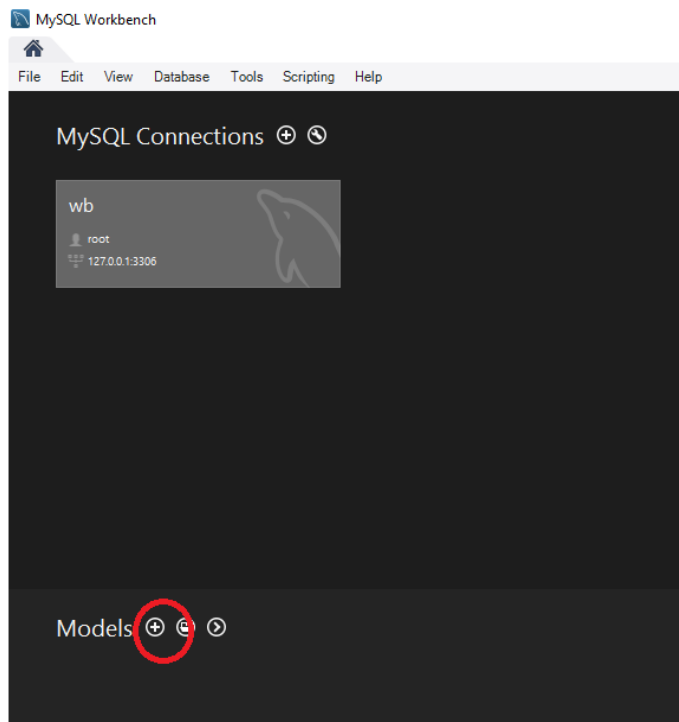 MySQL Workbench
File Edit View Database Tools Scripting Help
MySQL Connections
wb
root
127.0.0.1:3306
Models